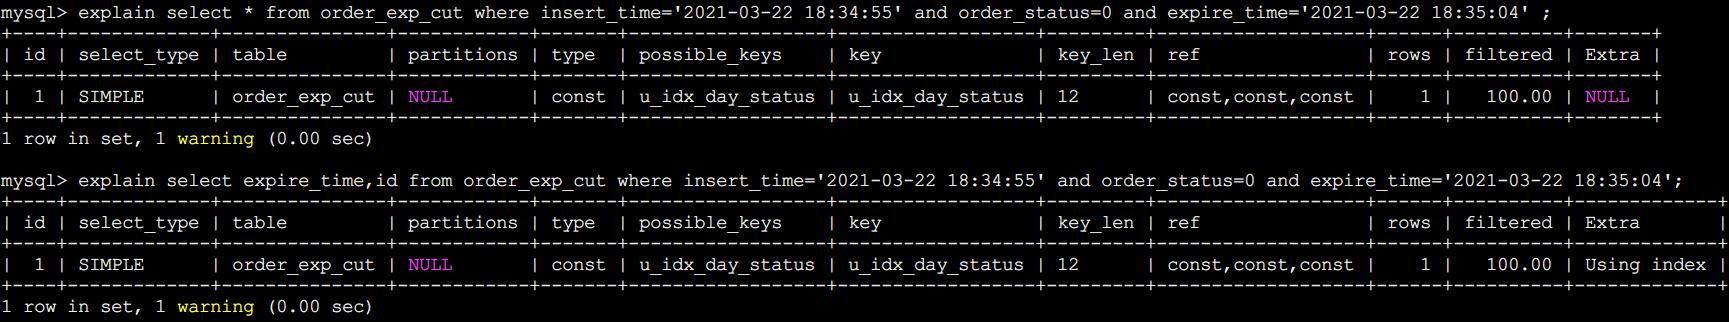 mysql> explain select * from order_exp_cut where insert_time='2021-03-22 18:34:55' and order_status=0 and expire_time='2021-03-22 18:35:04' ;
+----+-------------+---------------+------------+-------+------------------+------------------+---------+-------------------+------+----------+-------+
| id | select_type | table         | partitions | type  | possible_keys    | key              | key_len | ref               | rows | filtered | Extra |
+----+-------------+---------------+------------+-------+------------------+------------------+---------+-------------------+------+----------+-------+
|  1 | SIMPLE      | order_exp_cut | NULL       | const | u_idx_day_status | u_idx_day_status | 12      | const,const,const |    1 |   100.00 | NULL  |
+----+-------------+---------------+------------+-------+------------------+------------------+---------+-------------------+------+----------+-------+
1 row in set, 1 warning (0.00 sec)
mysql> explain select expire_time,id from order_exp_cut where insert_time='2021-03-22 18:34:55' and order_status=0 and expire_time='2021-03-22 18:35:04';
+----+-------------+---------------+------------+-------+------------------+------------------+---------+-------------------+------+----------+-------------+
| id | select_type | table         | partitions | type  | possible_keys    | key              | key_len | ref               | rows | filtered | Extra       |
+----+-------------+---------------+------------+-------+------------------+------------------+---------+-------------------+------+----------+-------------+
|  1 | SIMPLE      | order_exp_cut | NULL       | const | u_idx_day_status | u_idx_day_status | 12      | const,const,const |    1 |   100.00 | Using index |
+----+-------------+---------------+------------+-------+------------------+------------------+---------+-------------------+------+----------+-------------+
1 row in set, 1 warning (0.00 sec)